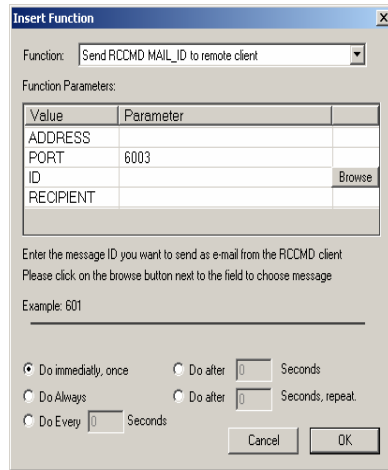 Insert Function
Function: Send RCCMD MAIL_ID to remote client
Function Parameters:
Value Parameter
ADDRESS
PORT 6003
ID Browse
RECIPIENT
Enter the message ID you want to send as e-mail from the RCCMD client
Please click on the browse button next to the field to choose message
Example: 601
Do immediatly, once Do after 0 Seconds
Do Always Do after 0 Seconds, repeat.
Do Every 0 Seconds
Cancel OK